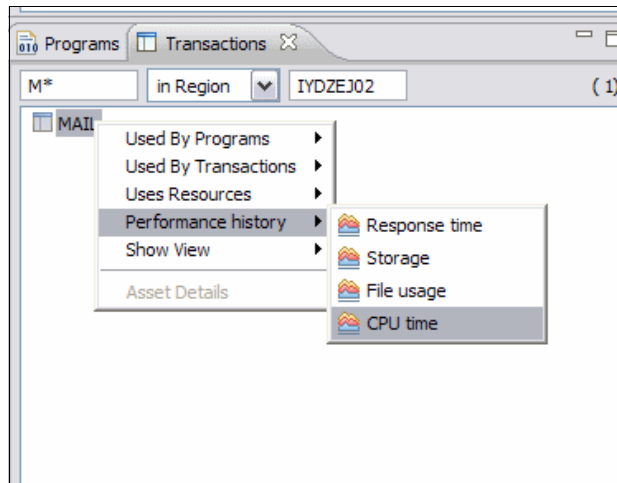 010 Programs Transactions
M* in Region IYDZEJ02 ( 1)
MAIL
Used By Programs
Used By Transactions
Uses Resources
Performance history
Show View
Asset Details
Response time
Storage
File usage
CPU time